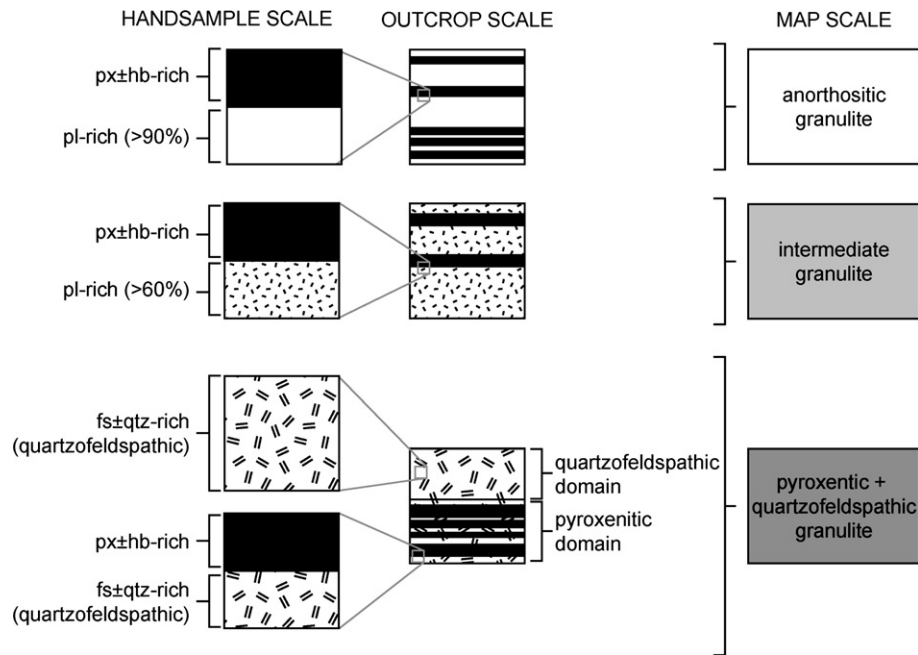 HANDSAMPLE SCALE
OUTCROP SCALE
MAP SCALE
px±hb-rich
pl-rich (>90%)
anorthositic
granulite
px±hb-rich
pl-rich (>60%)
intermediate
granulite
fs±qtz-rich
(quartzofeldspathic)
quartzofeldspathic
domain
pyroxenitic
domain
pyroxentic +
quartzofeldspathic
granulite
px±hb-rich
fs±qtz-rich
(quartzofeldspathic)